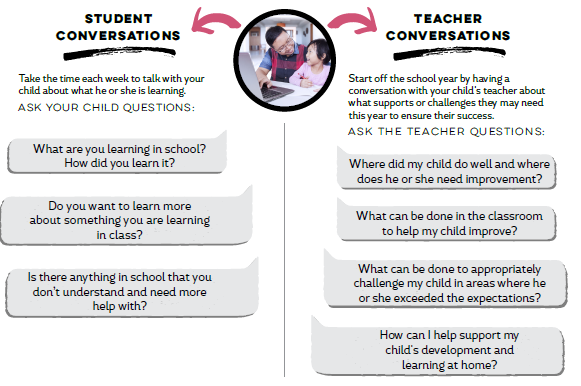 STUDENT
CONVERSATIONS
Take the time each week to talk with your
child about what he or she is learning.
ASK YOUR CHILD QUESTIONS:
What are you learning in school?
How did you learn it?
Do you want to learn more
about something you are learning
in class?
Is there anything in school that you
don't understand and need more
help with?
TEACHER
CONVERSATIONS
Start off the school year by having a
conversation with your child's teacher about
what supports or challenges they may need
this year to ensure their success.
ASK THE TEACHER QUESTIONS:
Where did my child do well and where
does he or she need improvement?
What can be done in the classroom
to help my child improve?
What can be done to appropriately
challenge my child in areas where he
or she exceeded the expectations?
How can I help support my
child's development and
learning at home?